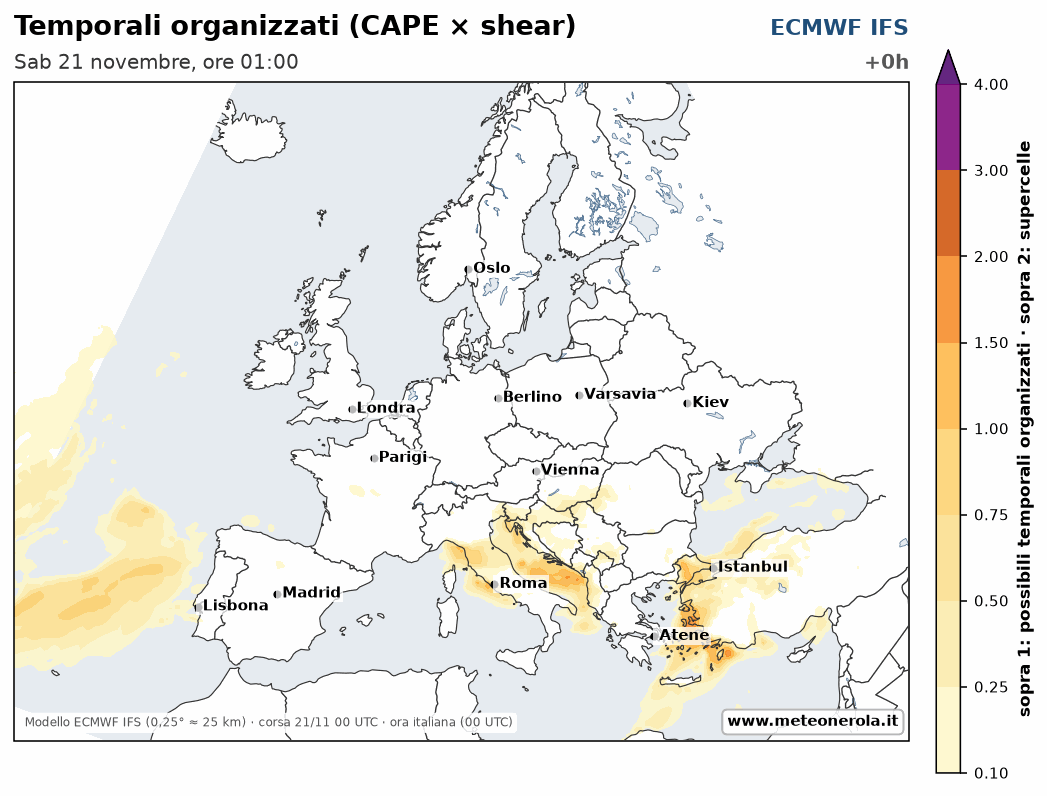 Temporali organizzati (CAPE × shear)
ECMWF IFS
Sab 21 novembre, ore 01:00
+0h
Oslo
Londra
Berlino
Varsavia
Kiev
Parigi
Vienna
Madrid
Lisbona
Roma
Istanbul
Atene
Modello ECMWF IFS (0,25° ≈ 25 km) · corsa 21/11 00 UTC · ora italiana (00 UTC)
www.meteonerola.it
4.00
3.00
2.00
1.50
1.00
0.75
0.50
0.25
0.10
sopra 1: possibili temporali organizzati · sopra 2: supercelle